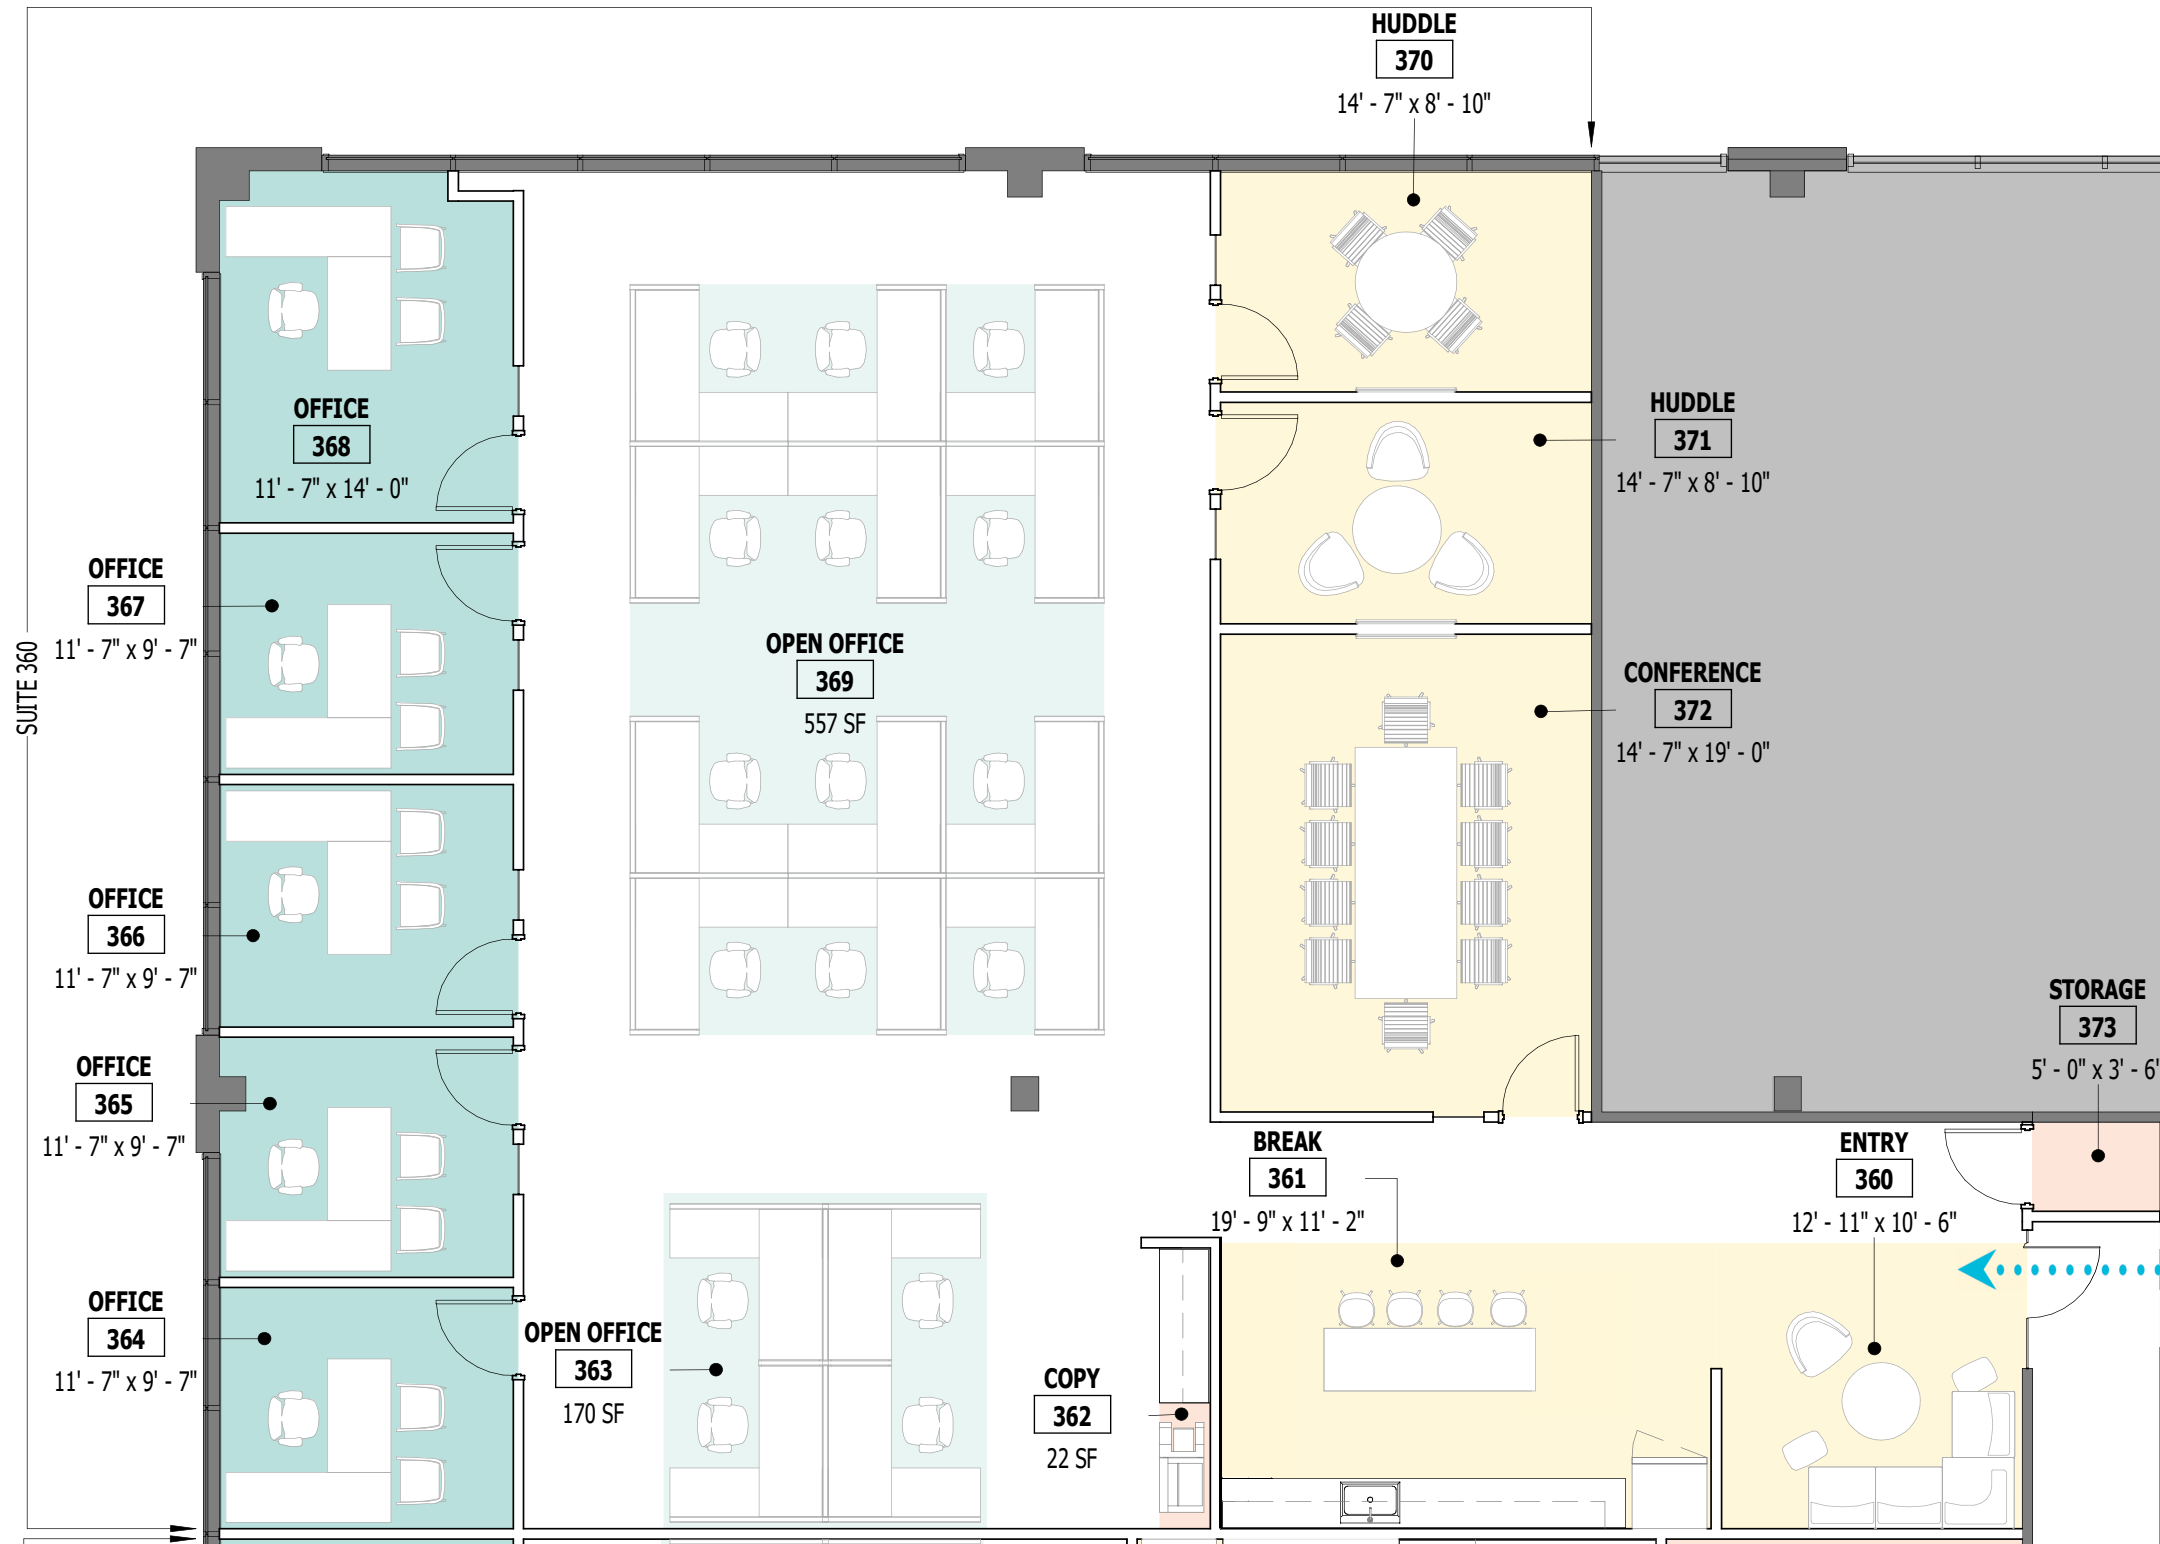 HUDDLE
370
14' - 7" x 8' - 10"
OFFICE
368
11' - 7" x 14' - 0"
HUDDLE
371
14' - 7" x 8' - 10"
OFFICE
367
11' - 7" x 9' - 7"
SUITE 360
OPEN OFFICE
369
557 SF
CONFERENCE
372
14' - 7" x 19' - 0"
OFFICE
366
11' - 7" x 9' - 7"
STORAGE
373
5' - 0" x 3' - 6"
OFFICE
365
11' - 7" x 9' - 7"
BREAK
361
19' - 9" x 11' - 2"
ENTRY
360
12' - 11" x 10' - 6"
OFFICE
364
11' - 7" x 9' - 7"
OPEN OFFICE
363
170 SF
COPY
362
22 SF